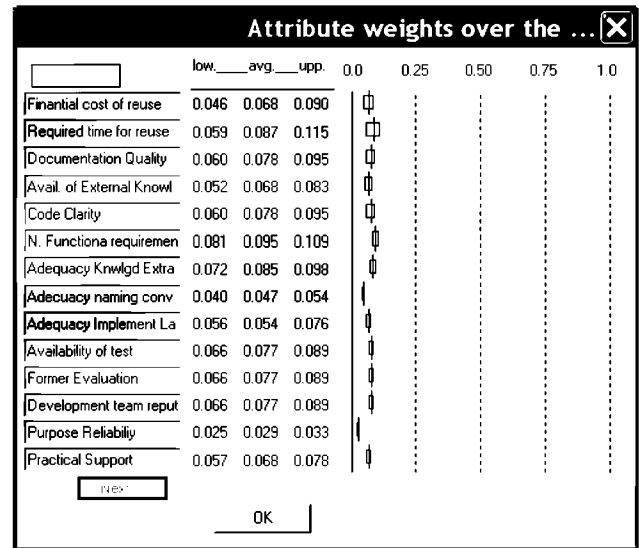 Attribute weights over the ...
low. avg. upp. 0.0 0.25 0.50 0.75 1.0
Finantial cost of reuse 0.046 0.068 0.090
Required time for reuse 0.059 0.087 0.115
Documentation Quality 0.060 0.078 0.095
Avail. of External Knowl 0.052 0.068 0.083
Code Clarity 0.060 0.078 0.095
N. Functiona requiremen 0.081 0.095 0.109
Adequacy Knwlgd Extra 0.072 0.085 0.098
Adecuacy naming conv 0.040 0.047 0.054
Adequacy Implement La 0.056 0.054 0.076
Availability of test 0.066 0.077 0.089
Former Evaluation 0.066 0.077 0.089
Development team reput 0.066 0.077 0.089
Purpose Reliabiliy 0.025 0.029 0.033
Practical Support 0.057 0.068 0.078
Next
OK